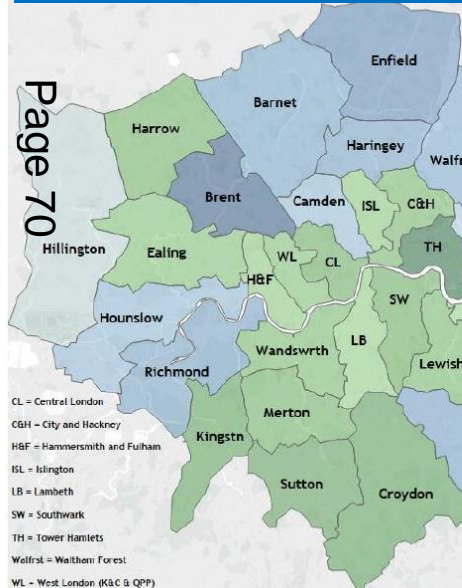 Page 70
Enfield
Barnet
Harrow
Haringey
Walfr
Brent
Camden
ISL
C&H
Hillington
Ealing
WL
CL
TH
H&F
Hounslow
SW
LB
Wandswrth
Lewish
Richmond
Merton
Kingstn
Sutton
Croydon
CL = Central London
C&H = City and Hackney
H&F = Hammersmith and Fulham
ISL = Islington
LB = Lambeth
SW = Southwark
TH = Tower Hamlets
Walfrst = Waltham Forest
WL = West London (K&C & QPP)